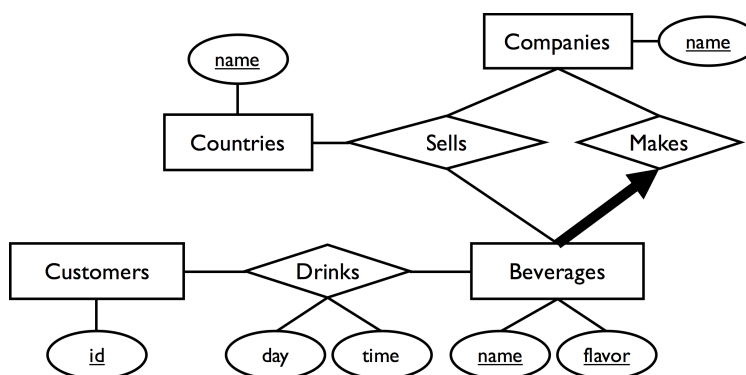 Companies
name
name
Countries
Sells
Makes
Customers
Drinks
Beverages
id
day
time
name
flavor